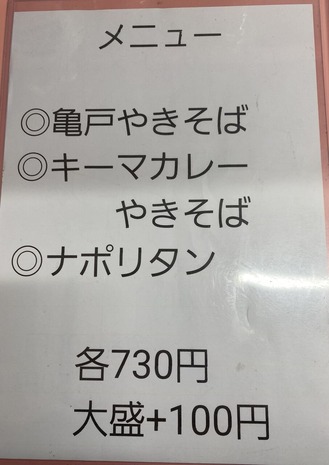 メニュー
◎亀戸やきそば
◎キーマカレー
やきそば
◎ナポリタン
各730円
大盛+100円